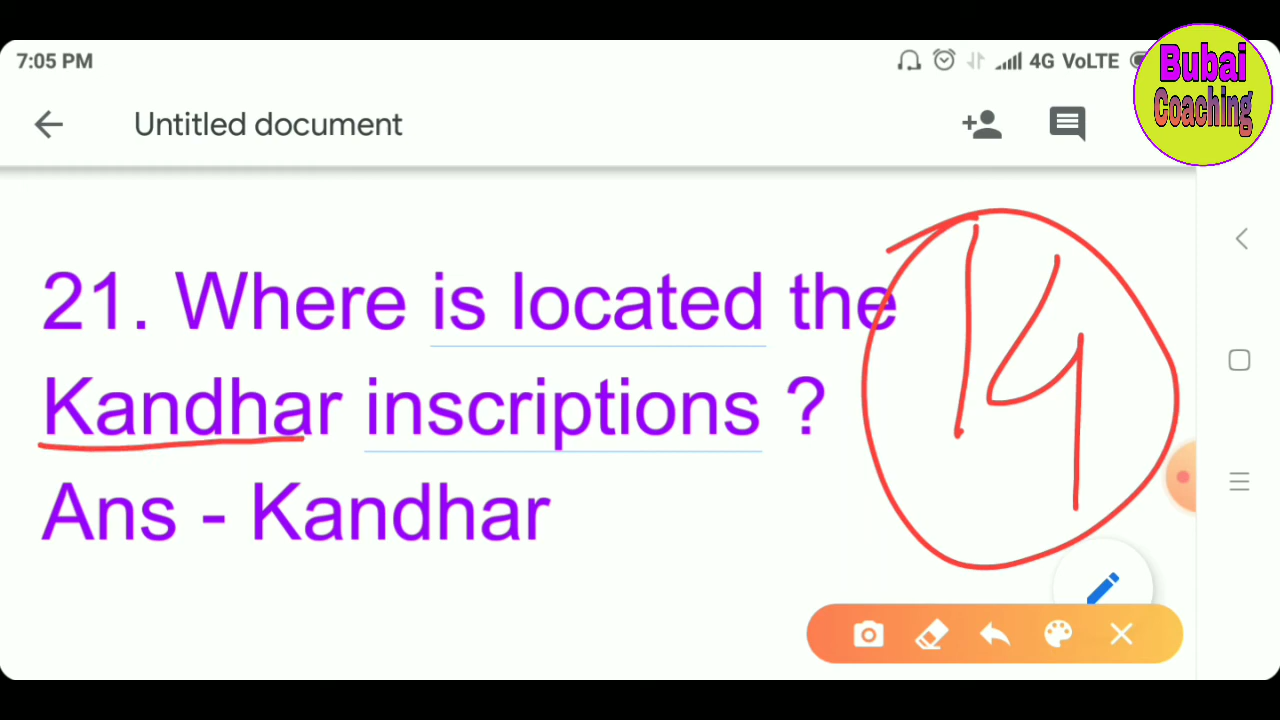 7:05 PM 4G VoLTE
Bubai
Coaching
Untitled document
21. Where is located the
Kandhar inscriptions ?
Ans - Kandhar
14